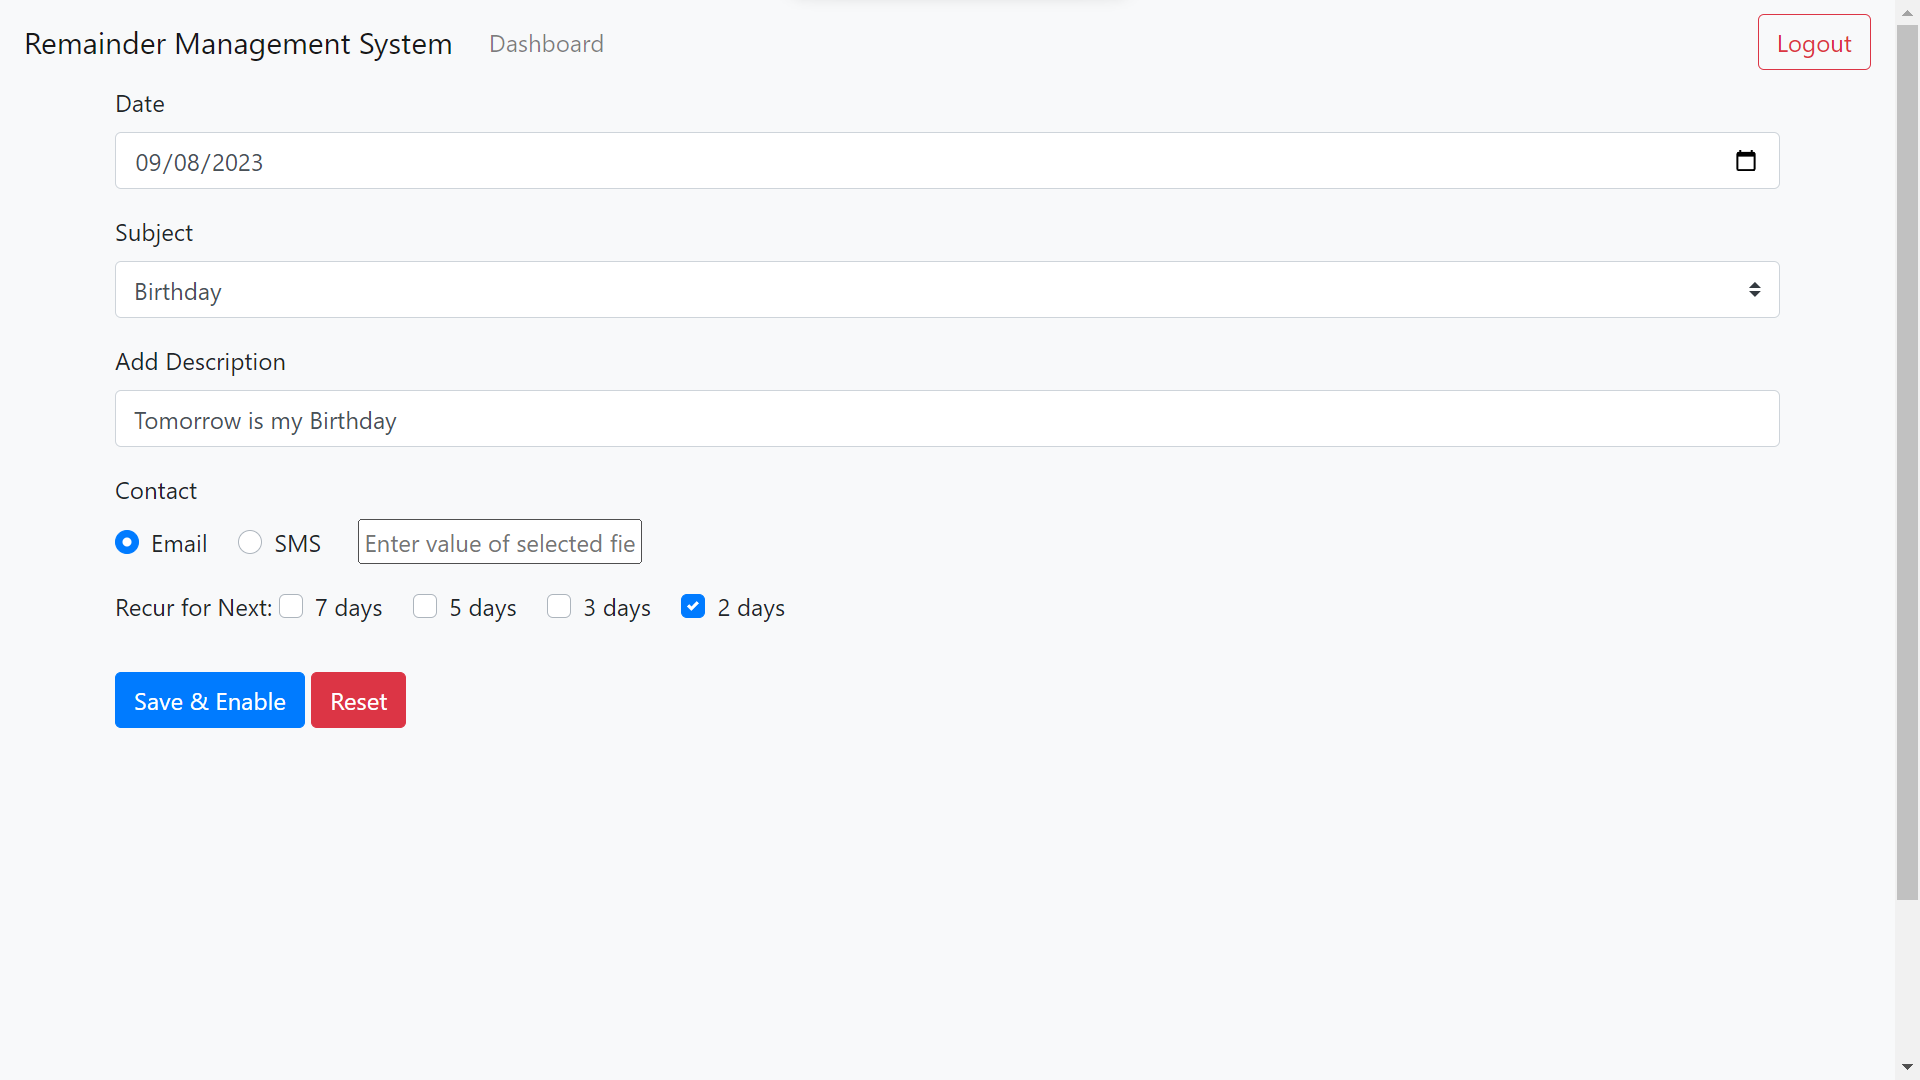 Remainder Management System Dashboard Logout
Date
09/08/2023
Subject
Birthday
Add Description
Tomorrow is my Birthday
Contact
Email SMS Enter value of selected fie
Recur for Next: 7 days 5 days 3 days 2 days
Save & Enable Reset